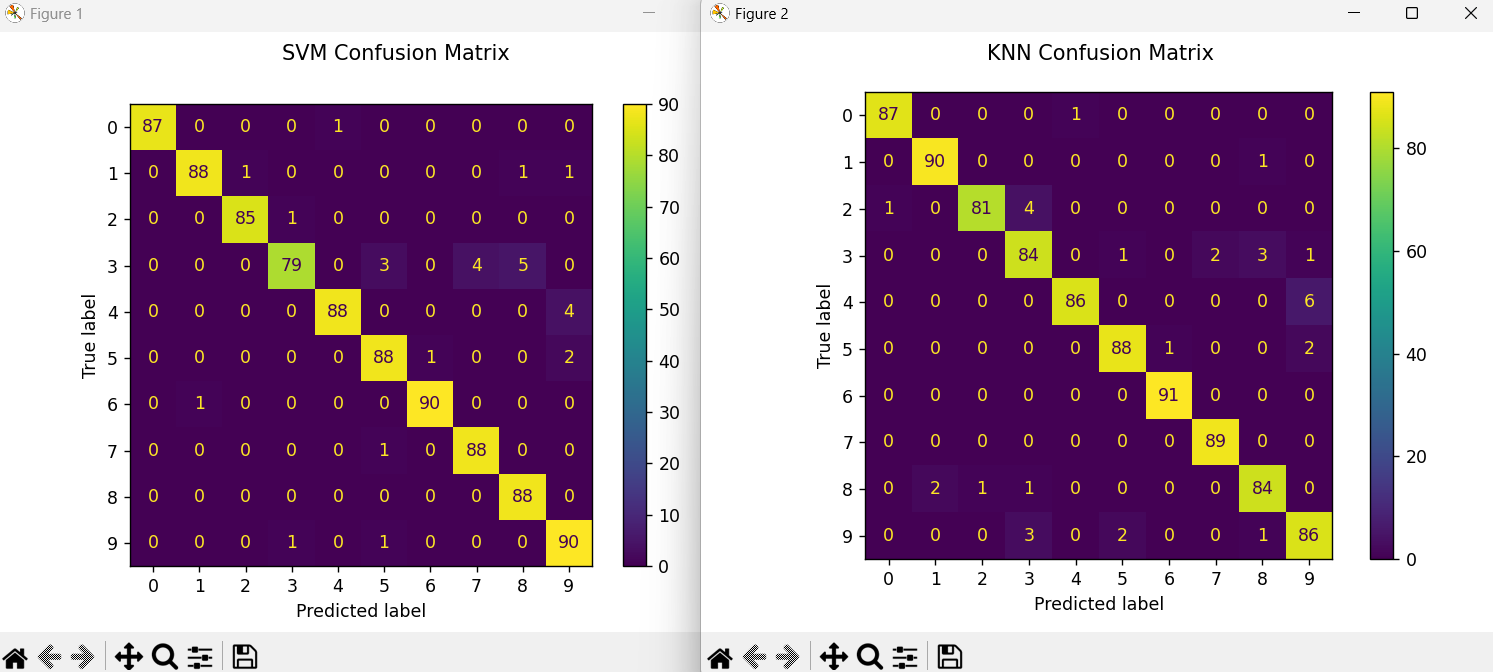 Figure 1
SVM Confusion Matrix
0 87 0 0 0 1 0 0 0 0 0
1 0 88 1 0 0 0 0 0 1 1
2 0 0 85 1 0 0 0 0 0 0
3 0 0 0 79 0 3 0 4 5 0
4 0 0 0 0 88 0 0 0 0 4
5 0 0 0 0 0 88 1 0 0 2
6 0 1 0 0 0 0 90 0 0 0
7 0 0 0 0 0 1 0 88 0 0
8 0 0 0 0 0 0 0 0 88 0
9 0 0 0 1 0 1 0 0 0 90
0 1 2 3 4 5 6 7 8 9
True label
Predicted label
90
80
70
60
50
40
30
20
10
0
Figure 2
KNN Confusion Matrix
0 87 0 0 0 1 0 0 0 0 0
1 0 90 0 0 0 0 0 0 1 0
2 1 0 81 4 0 0 0 0 0 0
3 0 0 0 84 0 1 0 2 3 1
4 0 0 0 0 86 0 0 0 0 6
5 0 0 0 0 0 88 1 0 0 2
6 0 0 0 0 0 0 91 0 0 0
7 0 0 0 0 0 0 0 89 0 0
8 0 2 1 1 0 0 0 0 84 0
9 0 0 0 3 0 2 0 0 1 86
0 1 2 3 4 5 6 7 8 9
True label
Predicted label
80
60
40
20
0